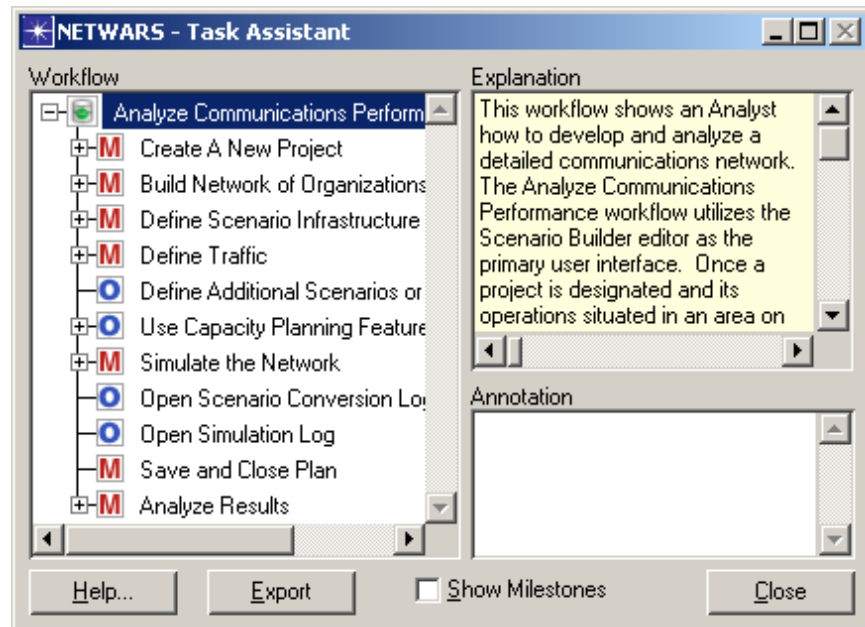 NETWARS - Task Assistant
Workflow
Analyze Communications Perform
M Create A New Project
M Build Network of Organizations
M Define Scenario Infrastructure
M Define Traffic
O Define Additional Scenarios or
O Use Capacity Planning Feature
M Simulate the Network
O Open Scenario Conversion Log
O Open Simulation Log
M Save and Close Plan
M Analyze Results
Explanation
This workflow shows an Analyst
how to develop and analyze a
detailed communications network.
The Analyze Communications
Performance workflow utilizes the
Scenario Builder editor as the
primary user interface. Once a
project is designated and its
operations situated in an area on
Annotation
Help...
Export
Show Milestones
Close